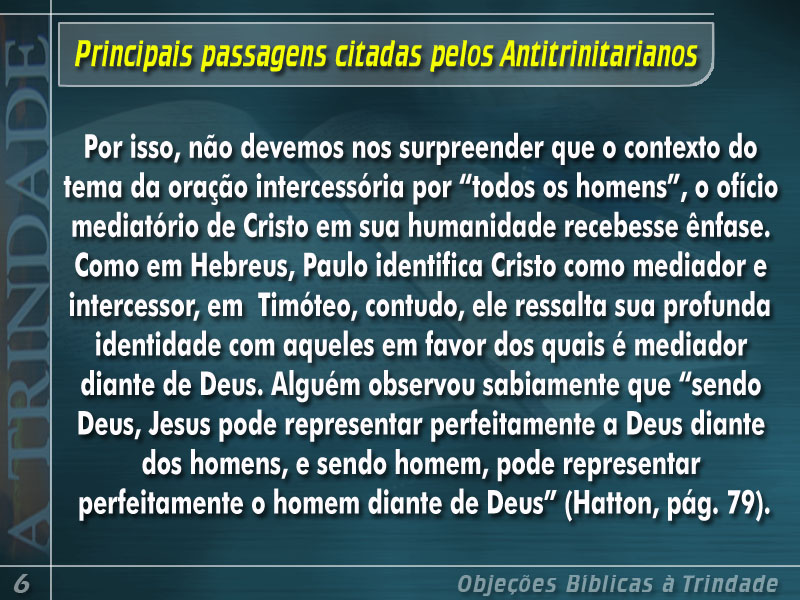 Principais passagens citadas pelos Antitrinitarianos
A TRINDADE
Por isso, não devemos nos surpreender que o contexto do
tema da oração intercessória por “todos os homens”, o ofício
mediatório de Cristo em sua humanidade recebesse ênfase.
Como em Hebreus, Paulo identifica Cristo como mediador e
intercessor, em  Timóteo, contudo, ele ressalta sua profunda
identidade com aqueles em favor dos quais é mediador
diante de Deus. Alguém observou sabiamente que “sendo
Deus, Jesus pode representar perfeitamente a Deus diante
dos homens, e sendo homem, pode representar
perfeitamente o homem diante de Deus” (Hatton, pág. 79).
6
Objeções Bíblicas à Trindade